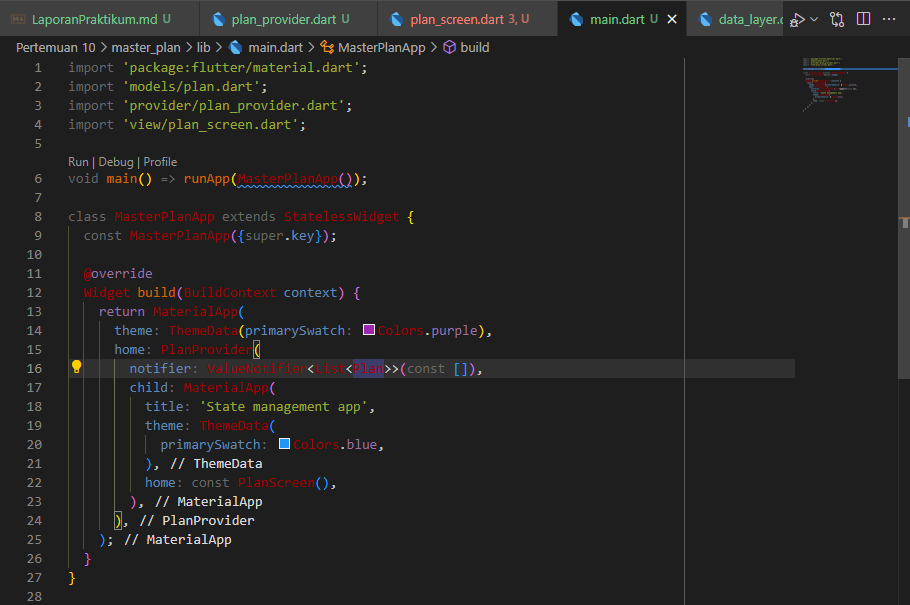 LaporanPraktikum.md U plan_provider.dart U plan_screen.dart 3, U main.dart U data_layer.c
Pertemuan 10 > master_plan > lib > main.dart > MasterPlanApp > build
1 import 'package:flutter/material.dart';
2 import 'models/plan.dart';
3 import 'provider/plan_provider.dart';
4 import 'view/plan_screen.dart';
5
Run | Debug | Profile
6 void main() => runApp(MasterPlanApp());
7
8 class MasterPlanApp extends StatelessWidget {
9 const MasterPlanApp({super.key});
10
11 @override
12 Widget build(BuildContext context) {
13 return MaterialApp(
14 theme: ThemeData(primarySwatch: Colors.purple),
15 home: PlanProvider(
16 notifier: ValueNotifier<List<Plan>>(const []),
17 child: MaterialApp(
18 title: 'State management app',
19 theme: ThemeData(
20 primarySwatch: Colors.blue,
21 ), // ThemeData
22 home: const PlanScreen(),
23 ), // MaterialApp
24 ), // PlanProvider
25 ); // MaterialApp
26 }
27 }
28